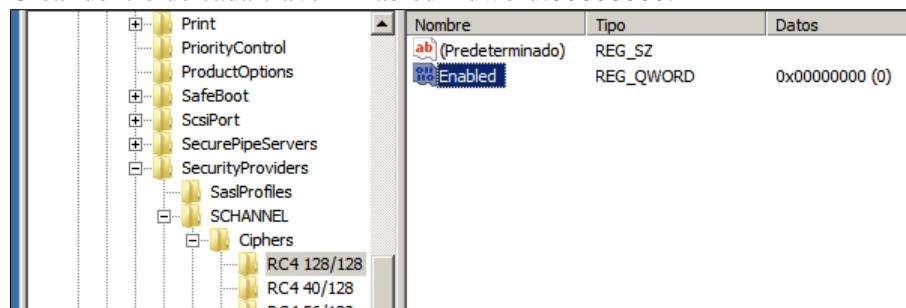 Print
PriorityControl
ProductOptions
SafeBoot
ScsiPort
SecurePipeServers
SecurityProviders
SaslProfiles
SCHANNEL
Ciphers
RC4 128/128
RC4 40/128
Nombre Tipo Datos
ab (Predeterminado) REG_SZ
Enabled REG_QWORD 0x00000000 (0)